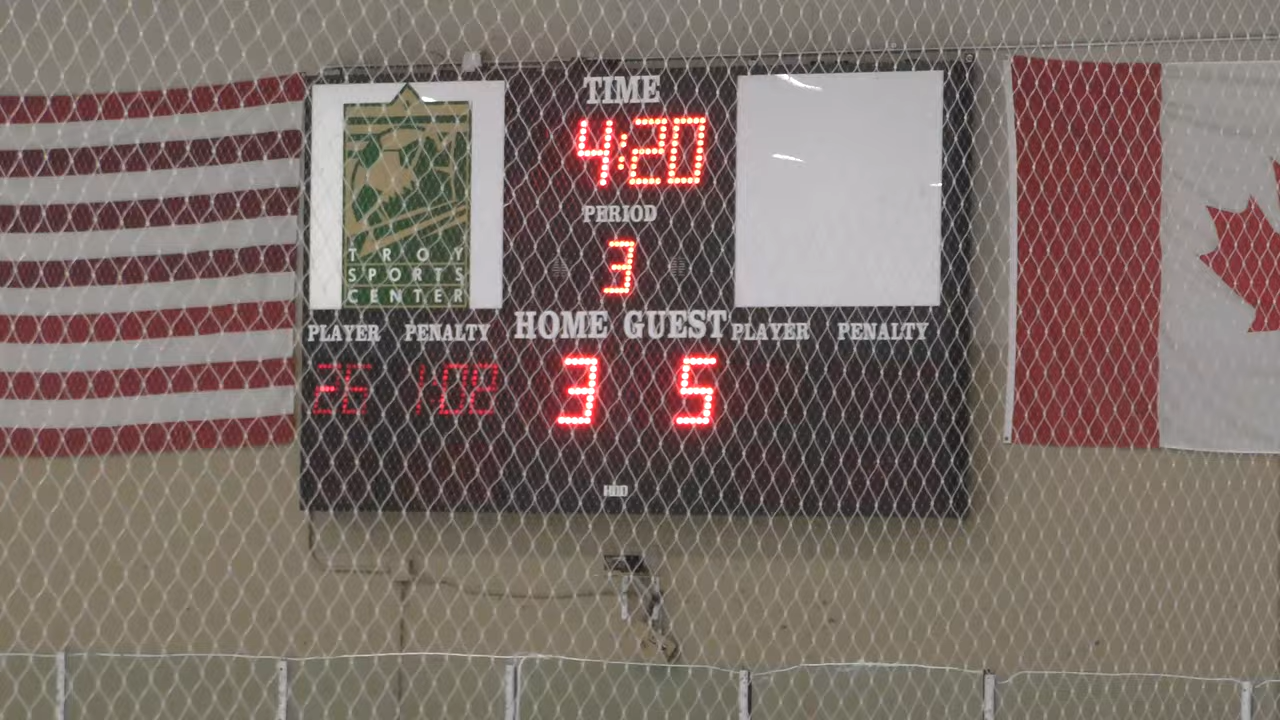 TIME
4:20
PERIOD
3
TROY
SPORTS
CENTER
HOME GUEST
3 5
PLAYER PENALTY
26 1:02
PLAYER PENALTY